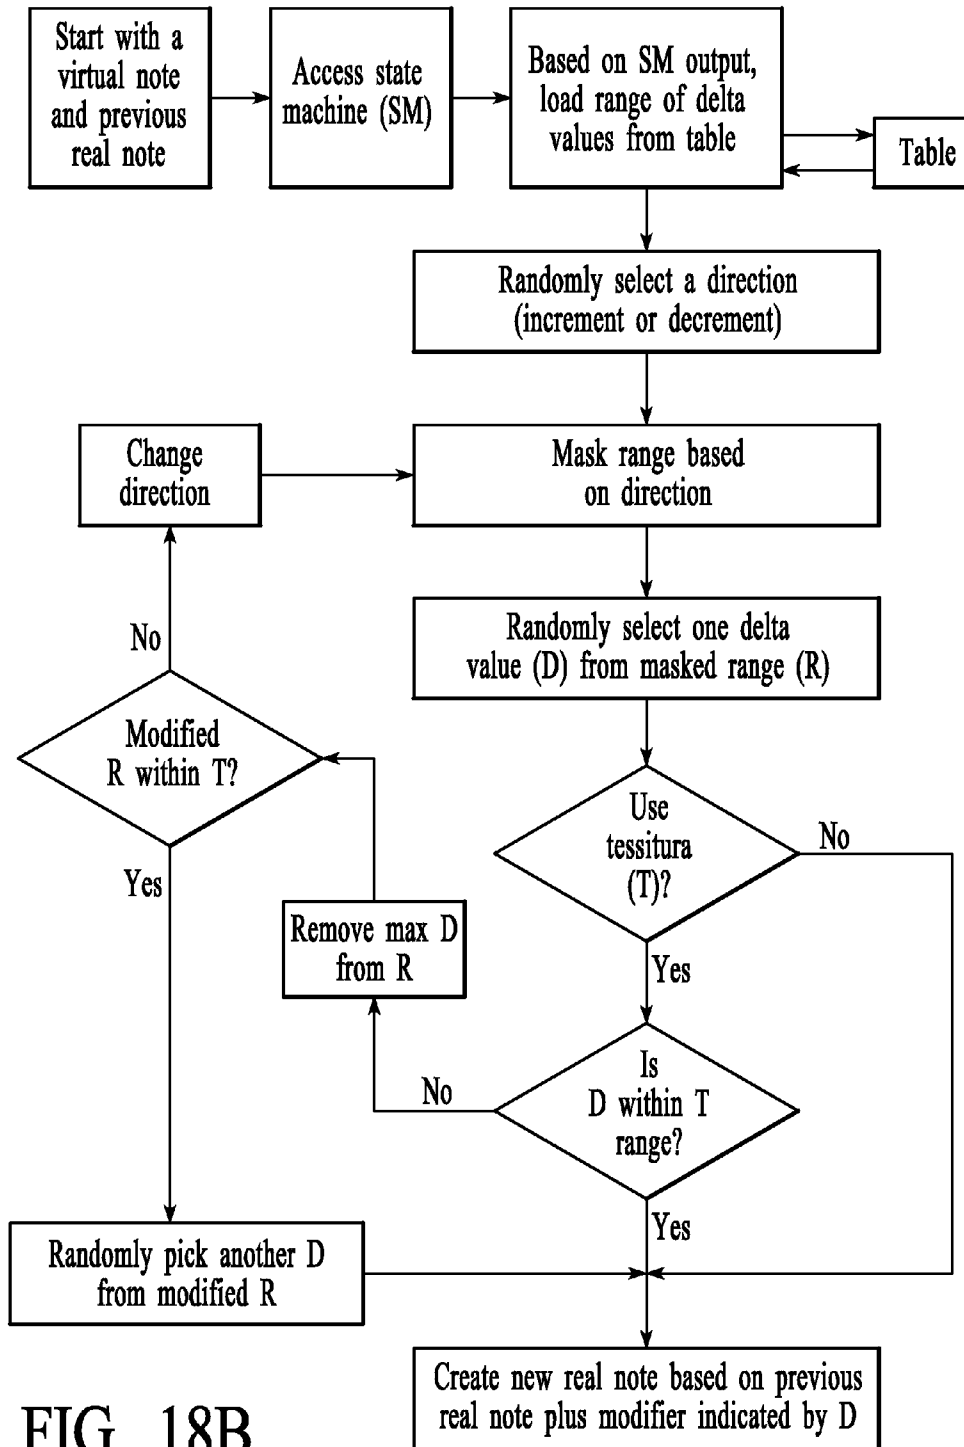 Start with a
virtual note
and previous
real note
Access state
machine (SM)
Based on SM output,
load range of delta
values from table
Table
Randomly select a direction
(increment or decrement)
Change
direction
Mask range based
on direction
No
Randomly select one delta
value (D) from masked range (R)
Modified
R within T?
Use
tessitura
(T)?
No
Yes
Remove max D
from R
Yes
Is
D within T
range?
No
Yes
Randomly pick another D
from modified R
Create new real note based on previous
real note plus modifier indicated by D
FIG. 18B